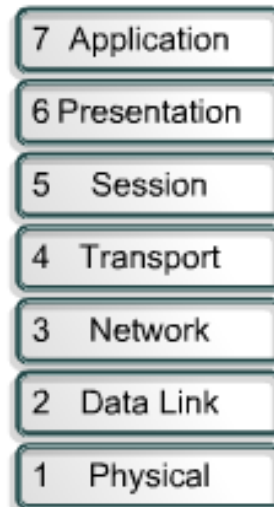 7 Application
6 Presentation
5 Session
4 Transport
3 Network
2 Data Link
1 Physical